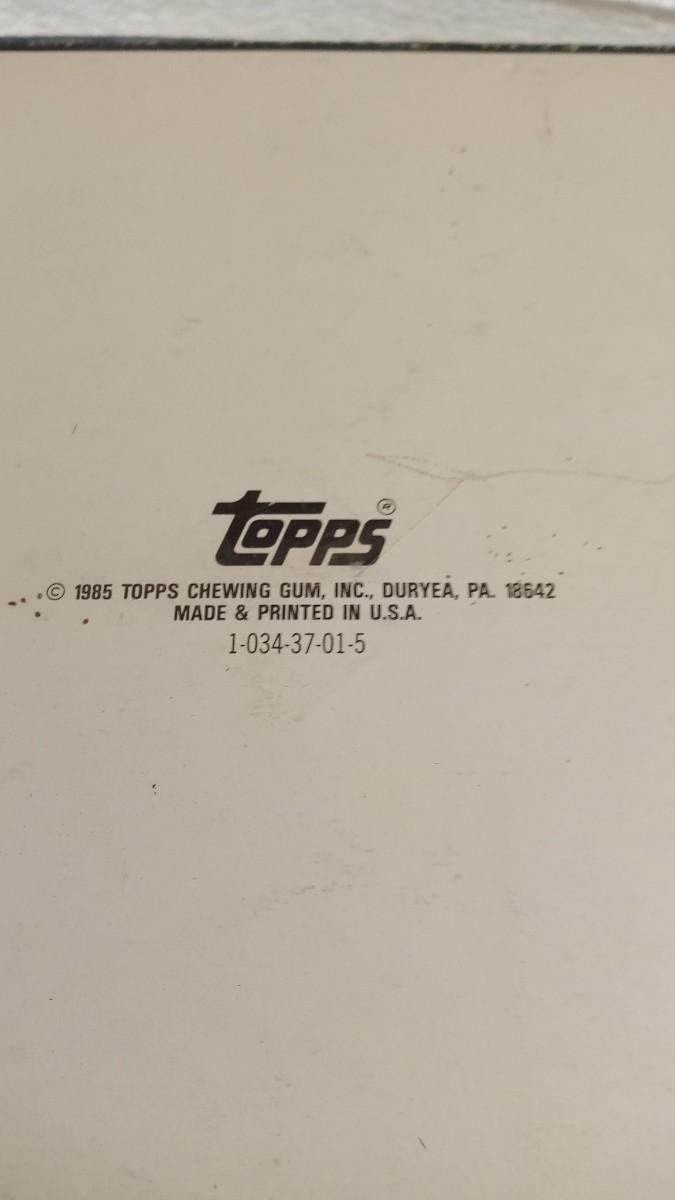 Topps®
© 1985 TOPPS CHEWING GUM, INC., DURYEA, PA. 18642
MADE & PRINTED IN U.S.A.
1-034-37-01-5